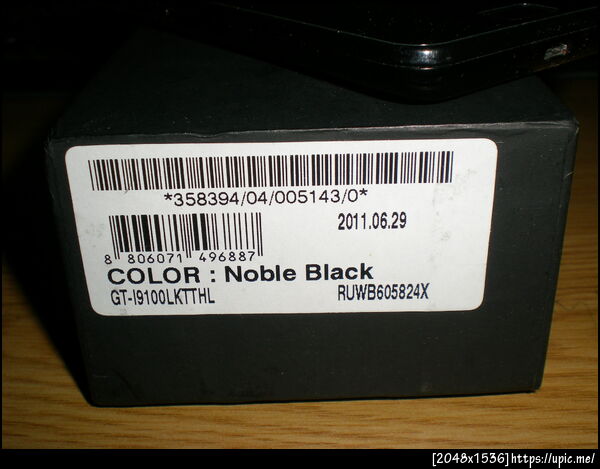 *358394/04/005143/0*
2011.06.29
8 806071 496887
COLOR : Noble Black
GT-I9100LKTTHL RUWB605824X
[2048x1536]https://upic.me/